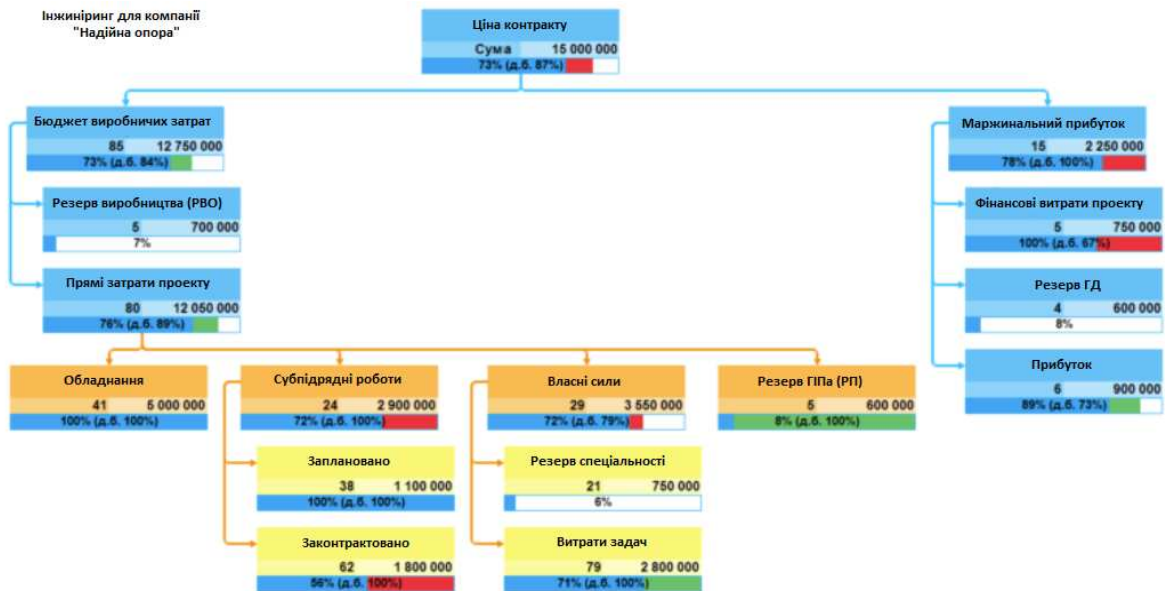 Інжиніринг для компанії
"Надійна опора"
Ціна контракту
Сума 15 000 000
73% (д.б. 87%)
Бюджет виробничих затрат
85 12 750 000
73% (д.б. 84%)
Маржинальний прибуток
15 2 250 000
78% (д.б. 100%)
Резерв виробництва (РВО)
5 700 000
7%
Фінансові витрати проекту
5 750 000
100% (д.б. 67%)
Прямі затрати проекту
80 12 050 000
76% (д.б. 89%)
Резерв ГД
4 600 000
8%
Прибуток
6 900 000
89% (д.б. 73%)
Обладнання
41 5 000 000
100% (д.б. 100%)
Субпідрядні роботи
24 2 900 000
72% (д.б. 100%)
Власні сили
29 3 550 000
72% (д.б. 79%)
Резерв ГІПа (РП)
5 600 000
8% (д.б. 100%)
Заплановано
38 1 100 000
100% (д.б. 100%)
Резерв спеціальності
21 750 000
6%
Законтрактовано
62 1 800 000
56% (д.б. 100%)
Витрати задач
79 2 800 000
71% (д.б. 100%)